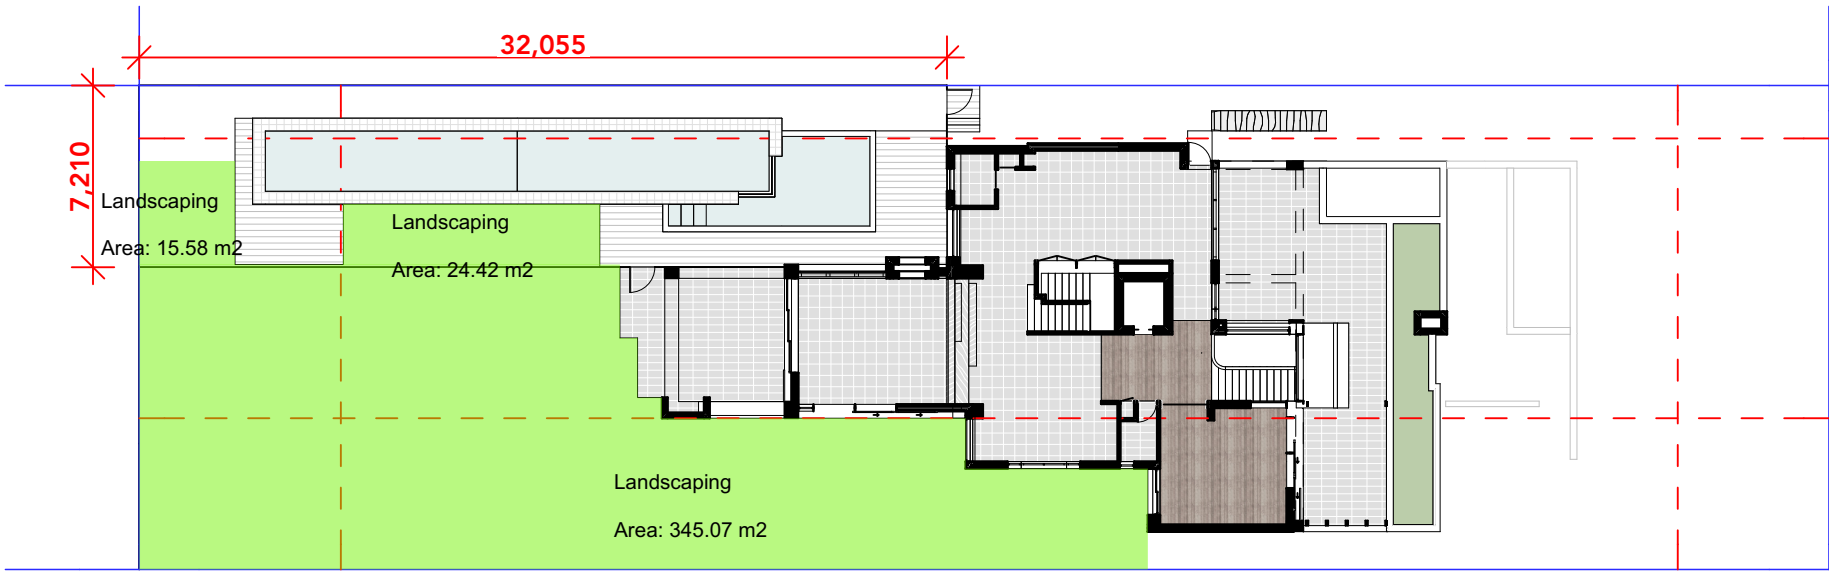 32,055
7,210
Landscaping
Area: 15.58 m2
Landscaping
Area: 24.42 m2
Landscaping
Area: 345.07 m2